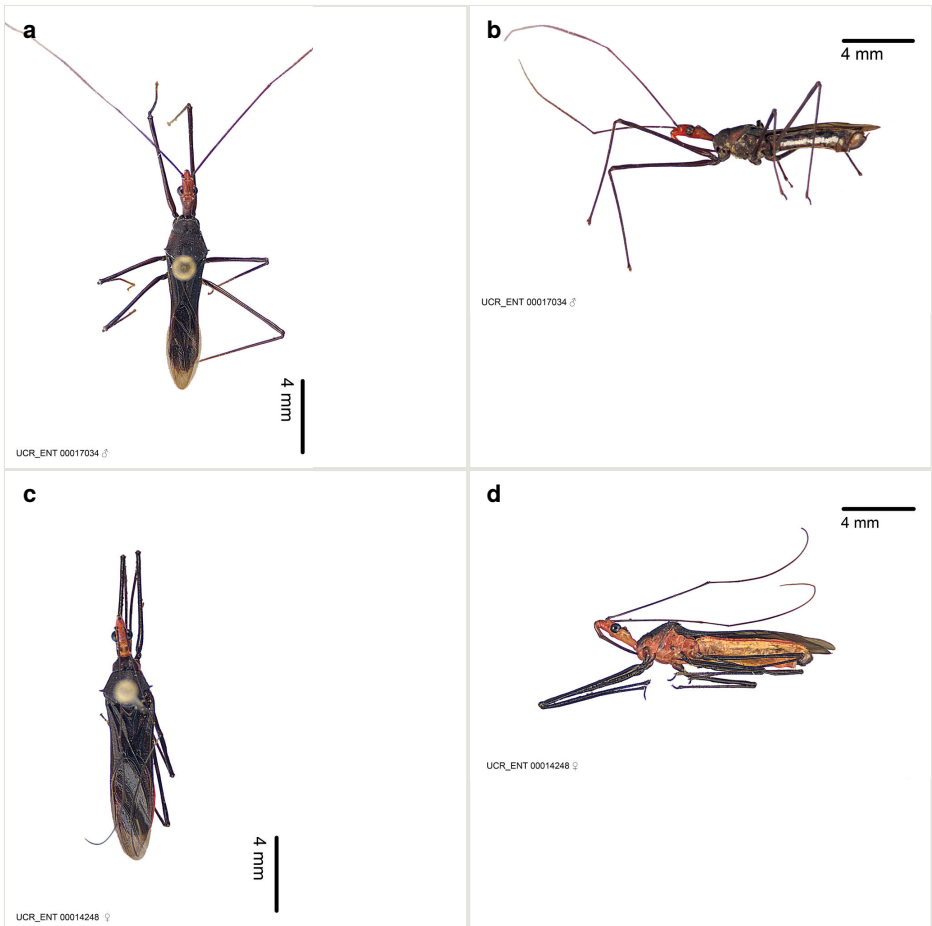 a
4 mm
UCR_ENT 00017034 ♂
b
4 mm
UCR_ENT 00017034 ♂
c
4 mm
UCR_ENT 00014248 ♀
d
4 mm
UCR_ENT 00014248 ♀